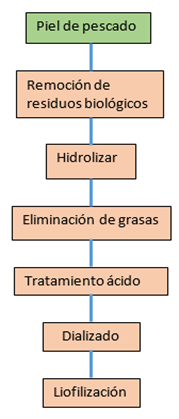 Piel de pescado
Remoción de
residuos biológicos
Hidrolizar
Eliminación de grasas
Tratamiento ácido
Dializado
Liofilización